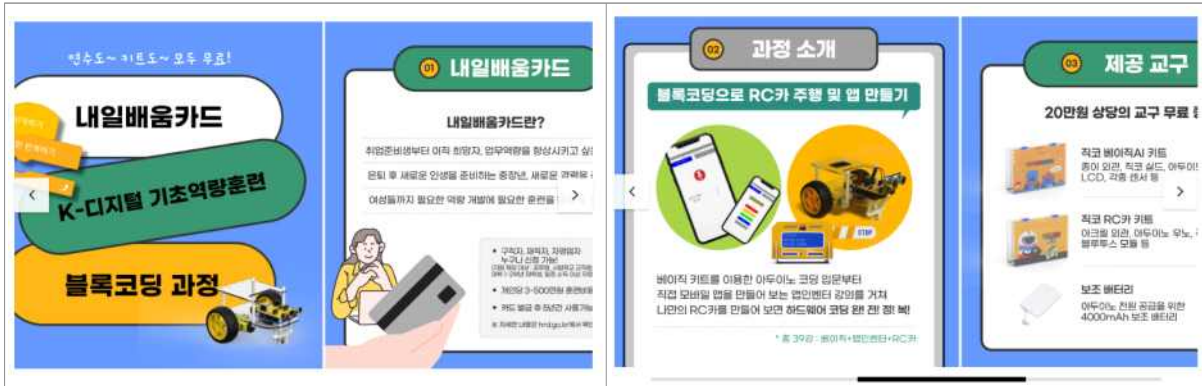 연수도~ 키트도~ 모두 무료!
내일배움카드
K-디지털 기초역량훈련
블록코딩 과정
01 내일배움카드
내일배움카드란?
취업준비생부터 이직 희망자, 업무역량을 향상시키고 싶은
은퇴 후 새로운 인생을 준비하는 중장년, 새로운 경력을
여성들까지 필요한 역량 개발에 필요한 훈련을
구직자, 재직자, 자영업자
누구나 신청 가능!
개인당 3~500만원 훈련비용
카드 발급 후 5년간 사용가능
02 과정 소개
블록코딩으로 RC카 주행 및 앱 만들기
STOP
베이직 키트를 이용한 아두이노 코딩 입문부터
직접 모바일 앱을 만들어 보는 앱인벤터 강의를 거쳐
나만의 RC카를 만들어 보면 하드웨어 코딩 완! 전! 정! 복!
* 총 39강 : 베이직+앱인벤터+RC카
03 제공 교구
20만원 상당의 교구 무료
직코 베이직AI 키트
종이 외관, 직코 쉴드, 아두이노
LCD, 각종 센서 등
직코 RC카 키트
아크릴 외관, 아두이노 우노,
블루투스 모듈 등
보조 배터리
아두이노 전원 공급을 위한
4000mAh 보조 배터리